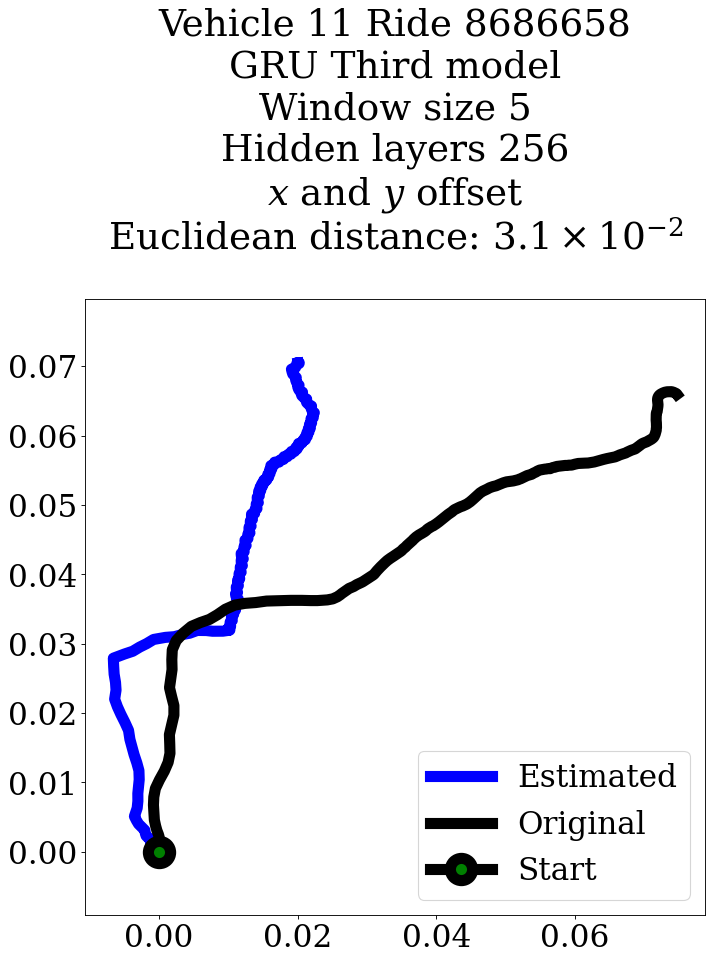 Vehicle 11 Ride 8686658
GRU Third model
Window size 5
Hidden layers 256
x and y offset
Euclidean distance: 3.1 × 10⁻²
0.07
0.06
0.05
0.04
0.03
0.02
0.01
0.00
Estimated
Original
Start
0.00 0.02 0.04 0.06